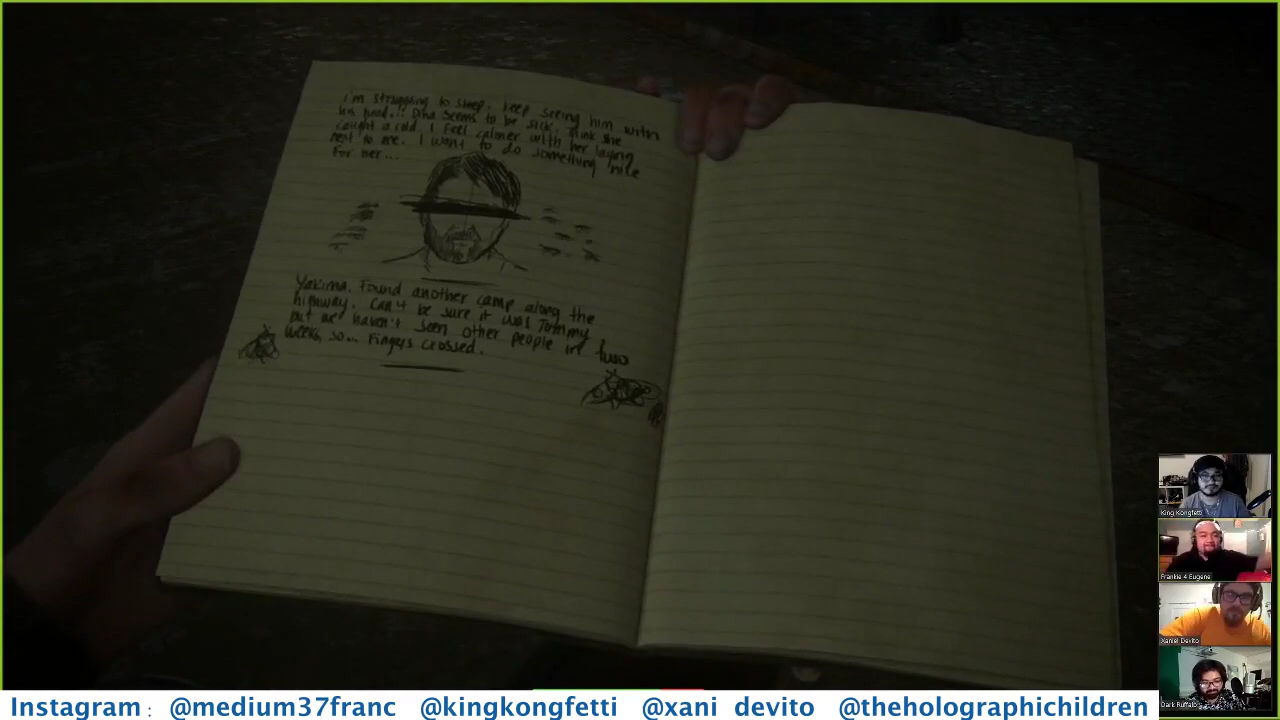 I'm struggling to sleep. Keep seeing him with
his head... Dina seems to be sick. Think she
caught a cold. I feel calmer with her laying
next to me. I want to do something nice
for her...
Yakima. Found another camp along the
highway. Can't be sure it was Tommy
but we haven't seen other people in two
weeks, so... Fingers crossed.
King Kongfetti
Frankie 4 Eugene
Xaniel Devito
Dark Ruffalo
Instagram : @medium37franc @kingkongfetti @xani devito @theholographichildren